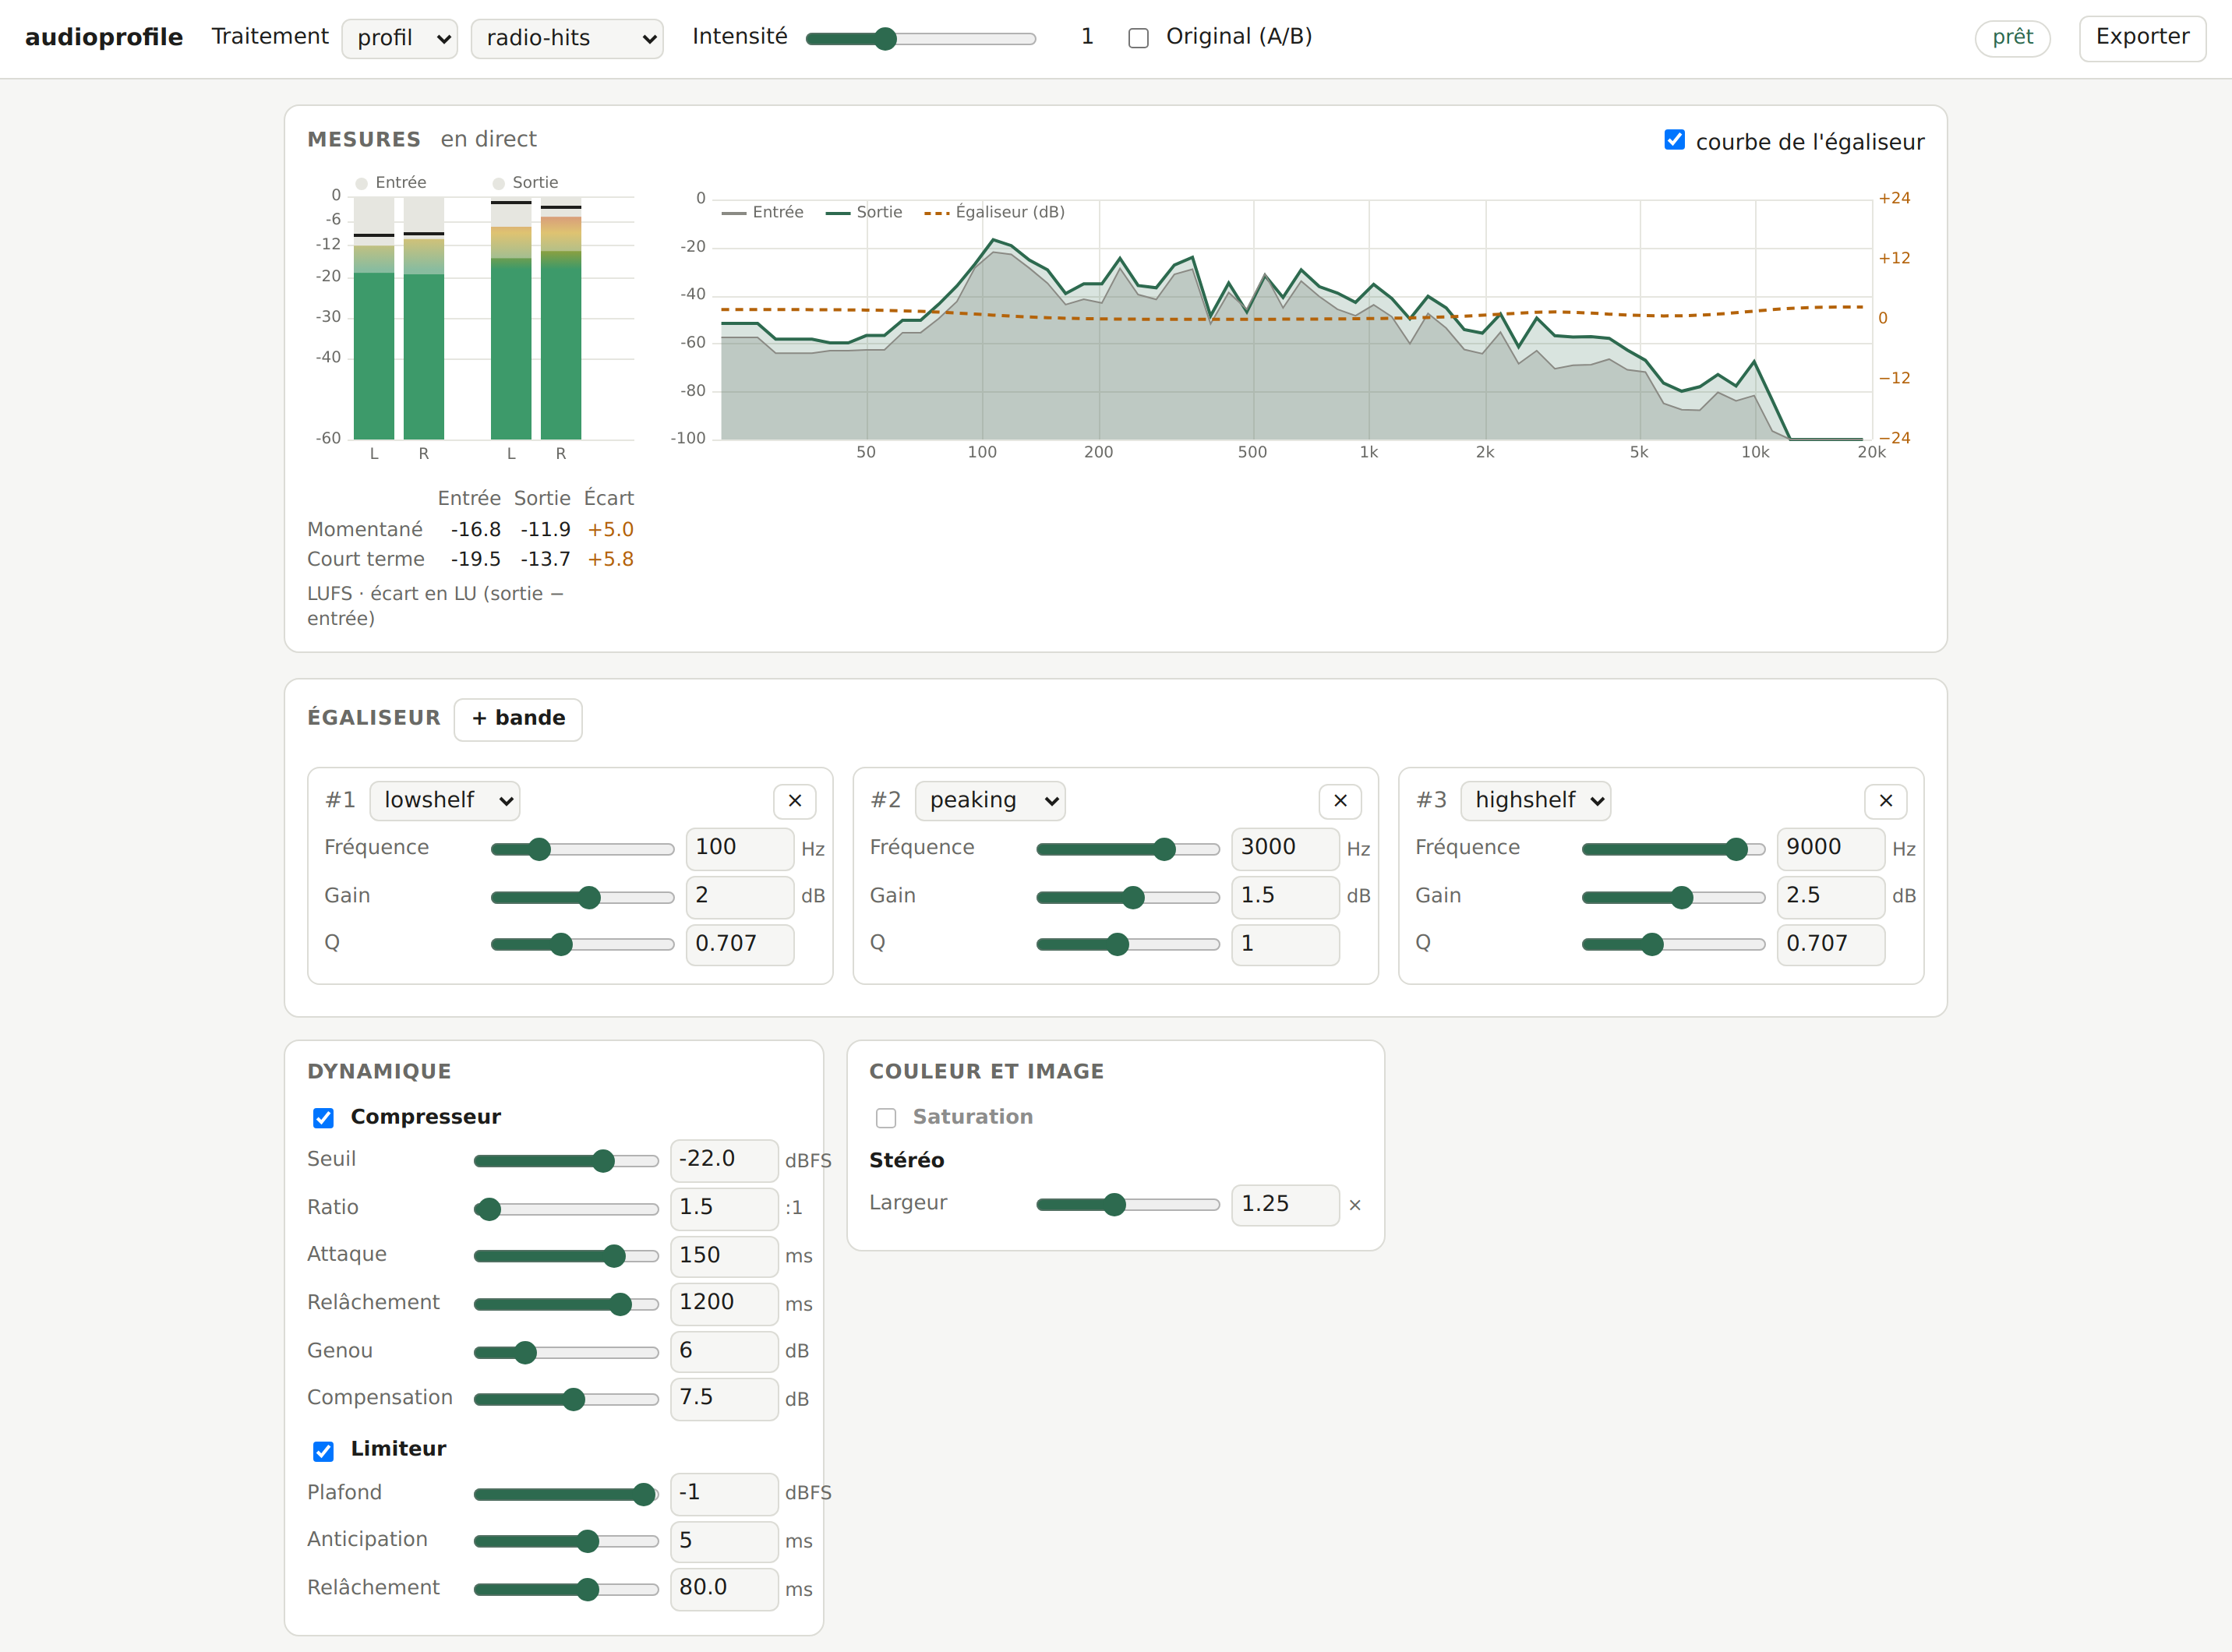 audioprofile Traitement profil radio-hits Intensité 1 Original (A/B) prêt Exporter
MESURES en direct courbe de l'égaliseur
Entrée Sortie
0
-6
-12
-20
-30
-40
-60
L R L R
Entrée Sortie Égaliseur (dB)
0
-20
-40
-60
-80
-100
+24
+12
0
−12
−24
50 100 200 500 1k 2k 5k 10k 20k
Entrée Sortie Écart
Momentané -16.8 -11.9 +5.0
Court terme -19.5 -13.7 +5.8
LUFS · écart en LU (sortie −
entrée)
ÉGALISEUR + bande
#1 lowshelf ×
Fréquence 100 Hz
Gain 2 dB
Q 0.707
#2 peaking ×
Fréquence 3000 Hz
Gain 1.5 dB
Q 1
#3 highshelf ×
Fréquence 9000 Hz
Gain 2.5 dB
Q 0.707
DYNAMIQUE
Compresseur
Seuil -22.0 dBFS
Ratio 1.5 :1
Attaque 150 ms
Relâchement 1200 ms
Genou 6 dB
Compensation 7.5 dB
Limiteur
Plafond -1 dBFS
Anticipation 5 ms
Relâchement 80.0 ms
COULEUR ET IMAGE
Saturation
Stéréo
Largeur 1.25 ×